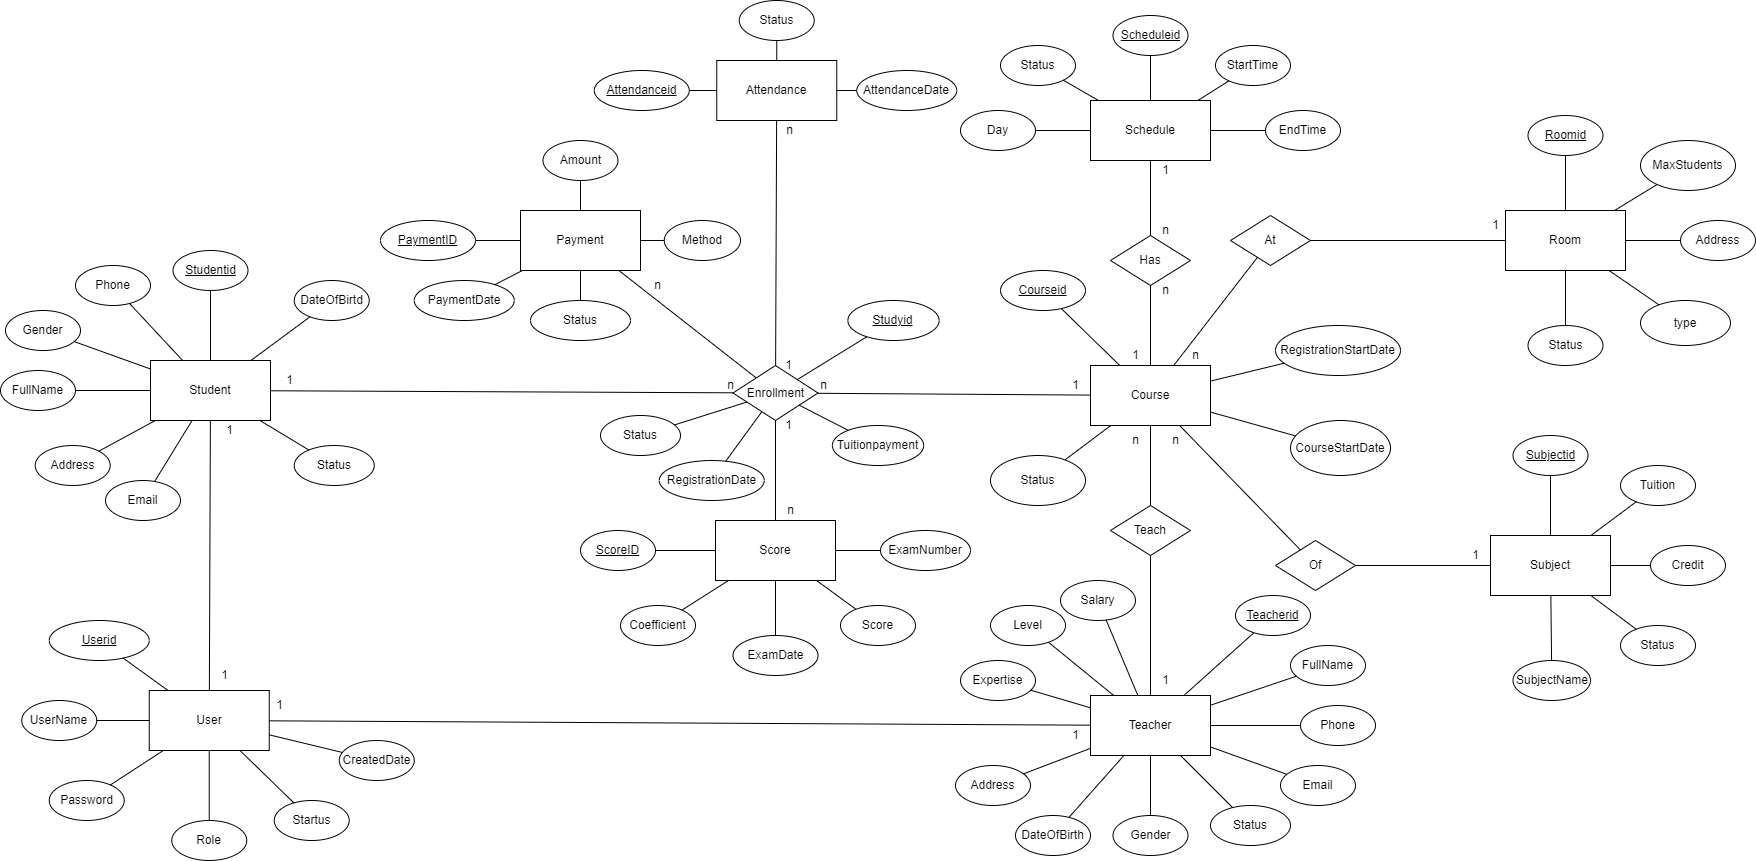 Status
Attendanceid
Attendance
AttendanceDate
n
Scheduleid
Status
StartTime
Day
Schedule
EndTime
1
n
Has
n
1
Roomid
MaxStudents
At
1
Room
Address
Status
type
n
Amount
PaymentID
Payment
Method
PaymentDate
Status
n
Studentid
Phone
DateOfBirtd
Gender
FullName
Student
1
Address
Email
1
Status
Studyid
1
n
Enrollment
n
Status
RegistrationDate
Tuitionpayment
1
n
Courseid
RegistrationStartDate
1
Course
CourseStartDate
Status
n
n
Teach
1
Subjectid
Tuition
Of
1
Subject
Credit
Status
SubjectName
ScoreID
Score
ExamNumber
Coefficient
ExamDate
Score
Userid
1
UserName
User
1
CreatedDate
Password
Role
Startus
Salary
Level
Teacherid
Expertise
FullName
1
Teacher
Phone
Address
Email
DateOfBirth
Gender
Status